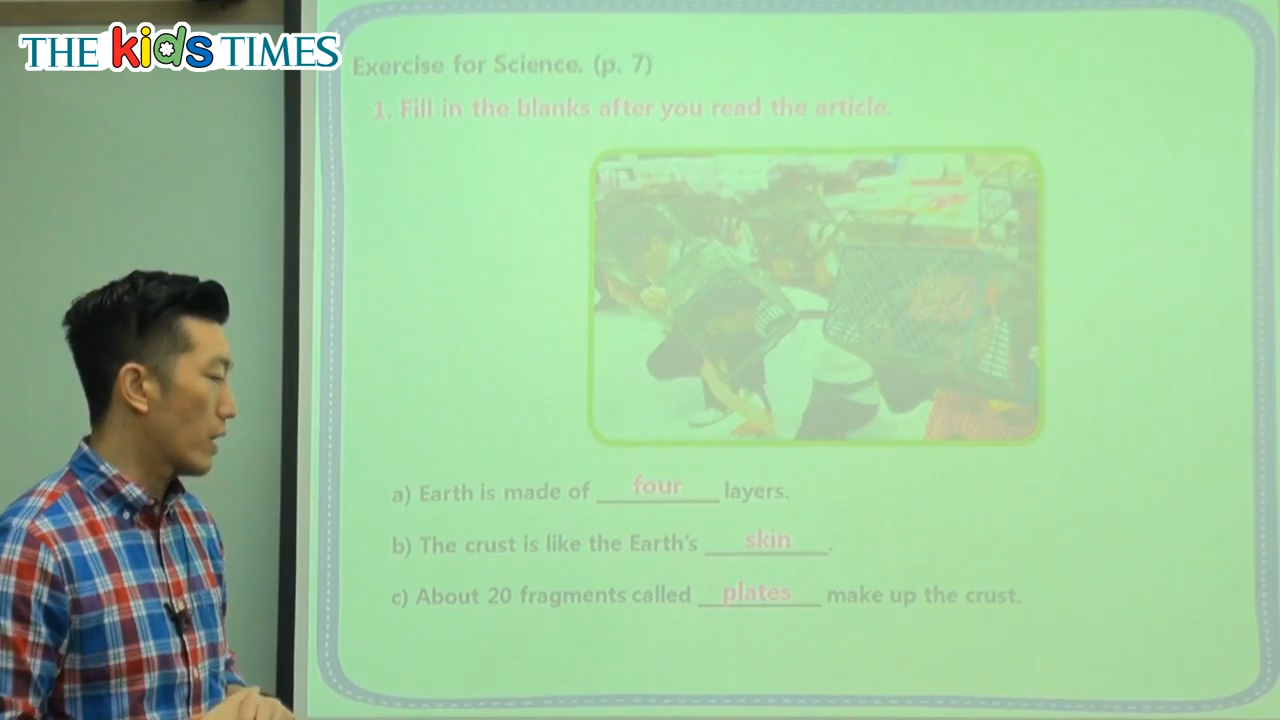 THE kids TIMES
Exercise for Science. (p. 7)
1. Fill in the blanks after you read the article.
a) Earth is made of four layers.
b) The crust is like the Earth's skin.
c) About 20 fragments called plates make up the crust.